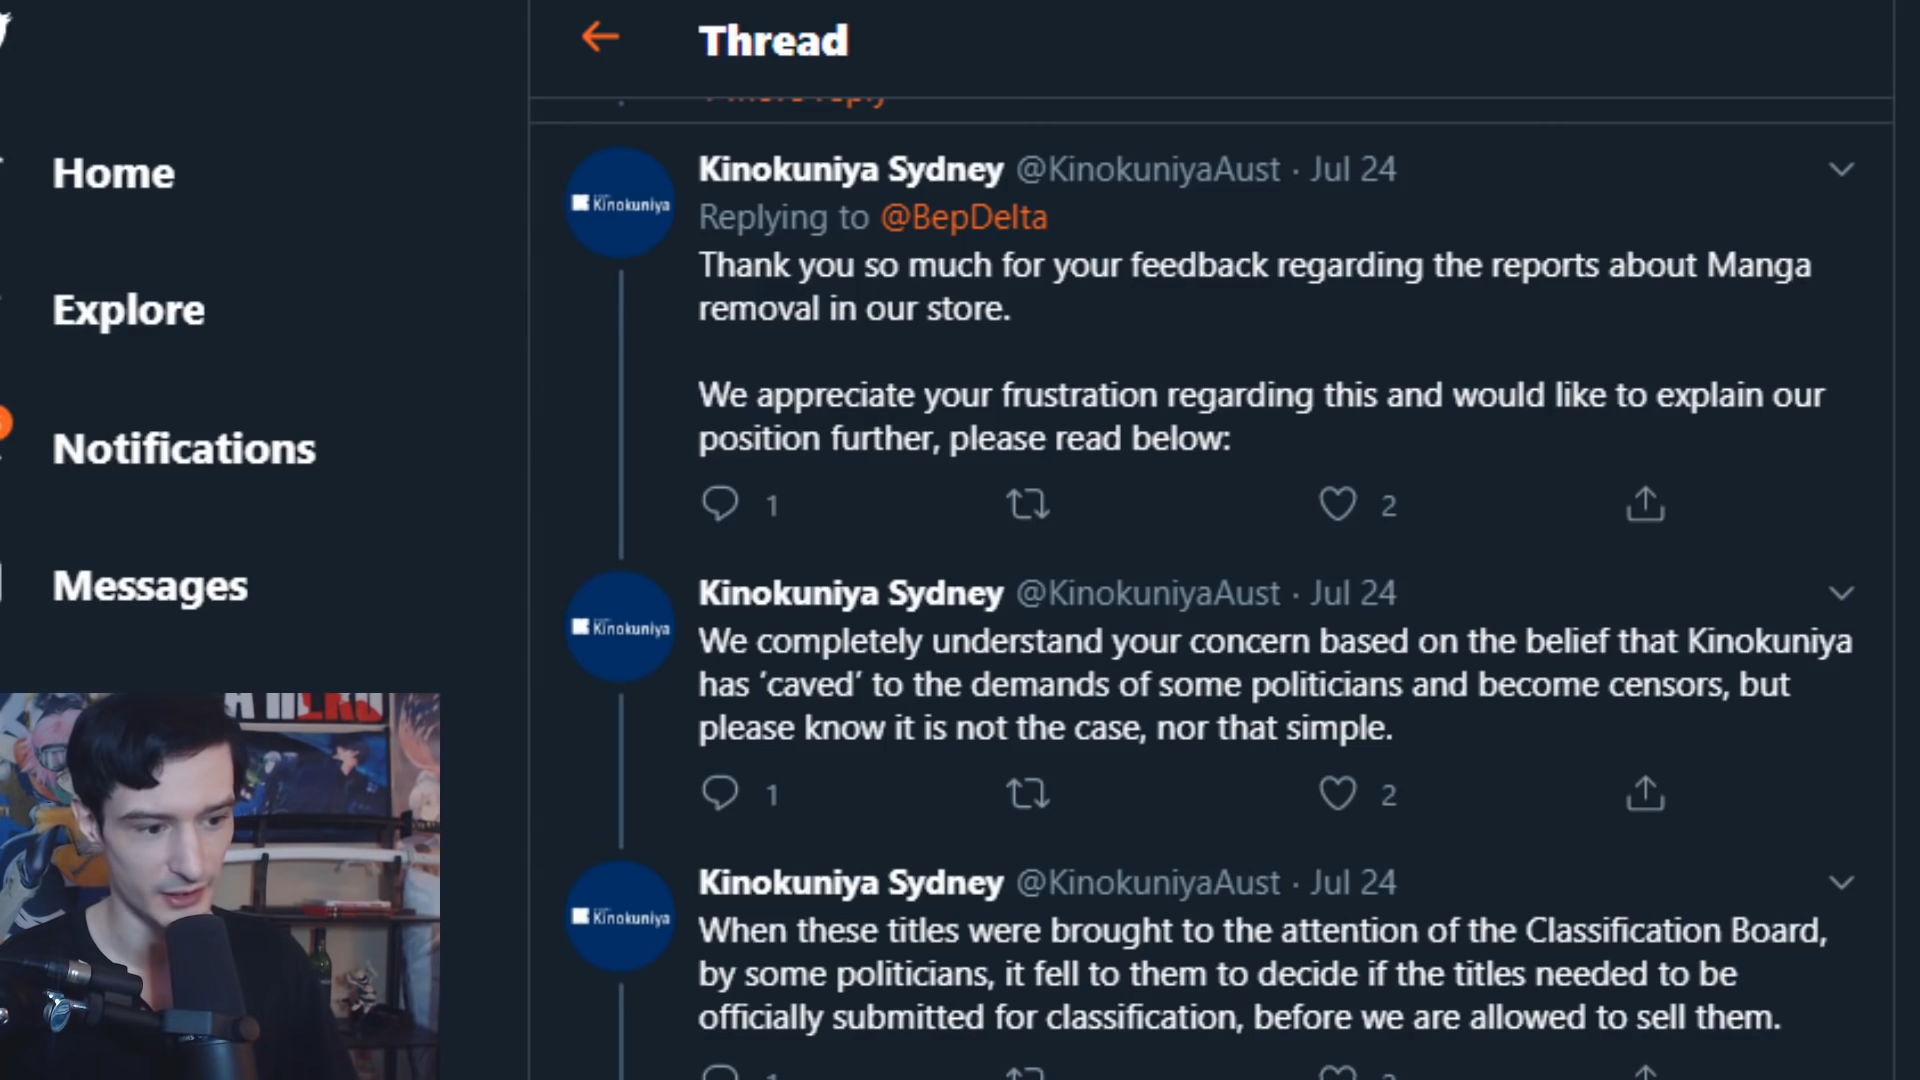 Thread
Home
Explore
Notifications
Messages
Kinokuniya Sydney @KinokuniyaAust · Jul 24
Replying to @BepDelta
Thank you so much for your feedback regarding the reports about Manga
removal in our store.
We appreciate your frustration regarding this and would like to explain our
position further, please read below:
1 2
Kinokuniya
Kinokuniya Sydney @KinokuniyaAust · Jul 24
We completely understand your concern based on the belief that Kinokuniya
has ‘caved’ to the demands of some politicians and become censors, but
please know it is not the case, nor that simple.
1 2
Kinokuniya
Kinokuniya Sydney @KinokuniyaAust · Jul 24
When these titles were brought to the attention of the Classification Board,
by some politicians, it fell to them to decide if the titles needed to be
officially submitted for classification, before we are allowed to sell them.
Kinokuniya